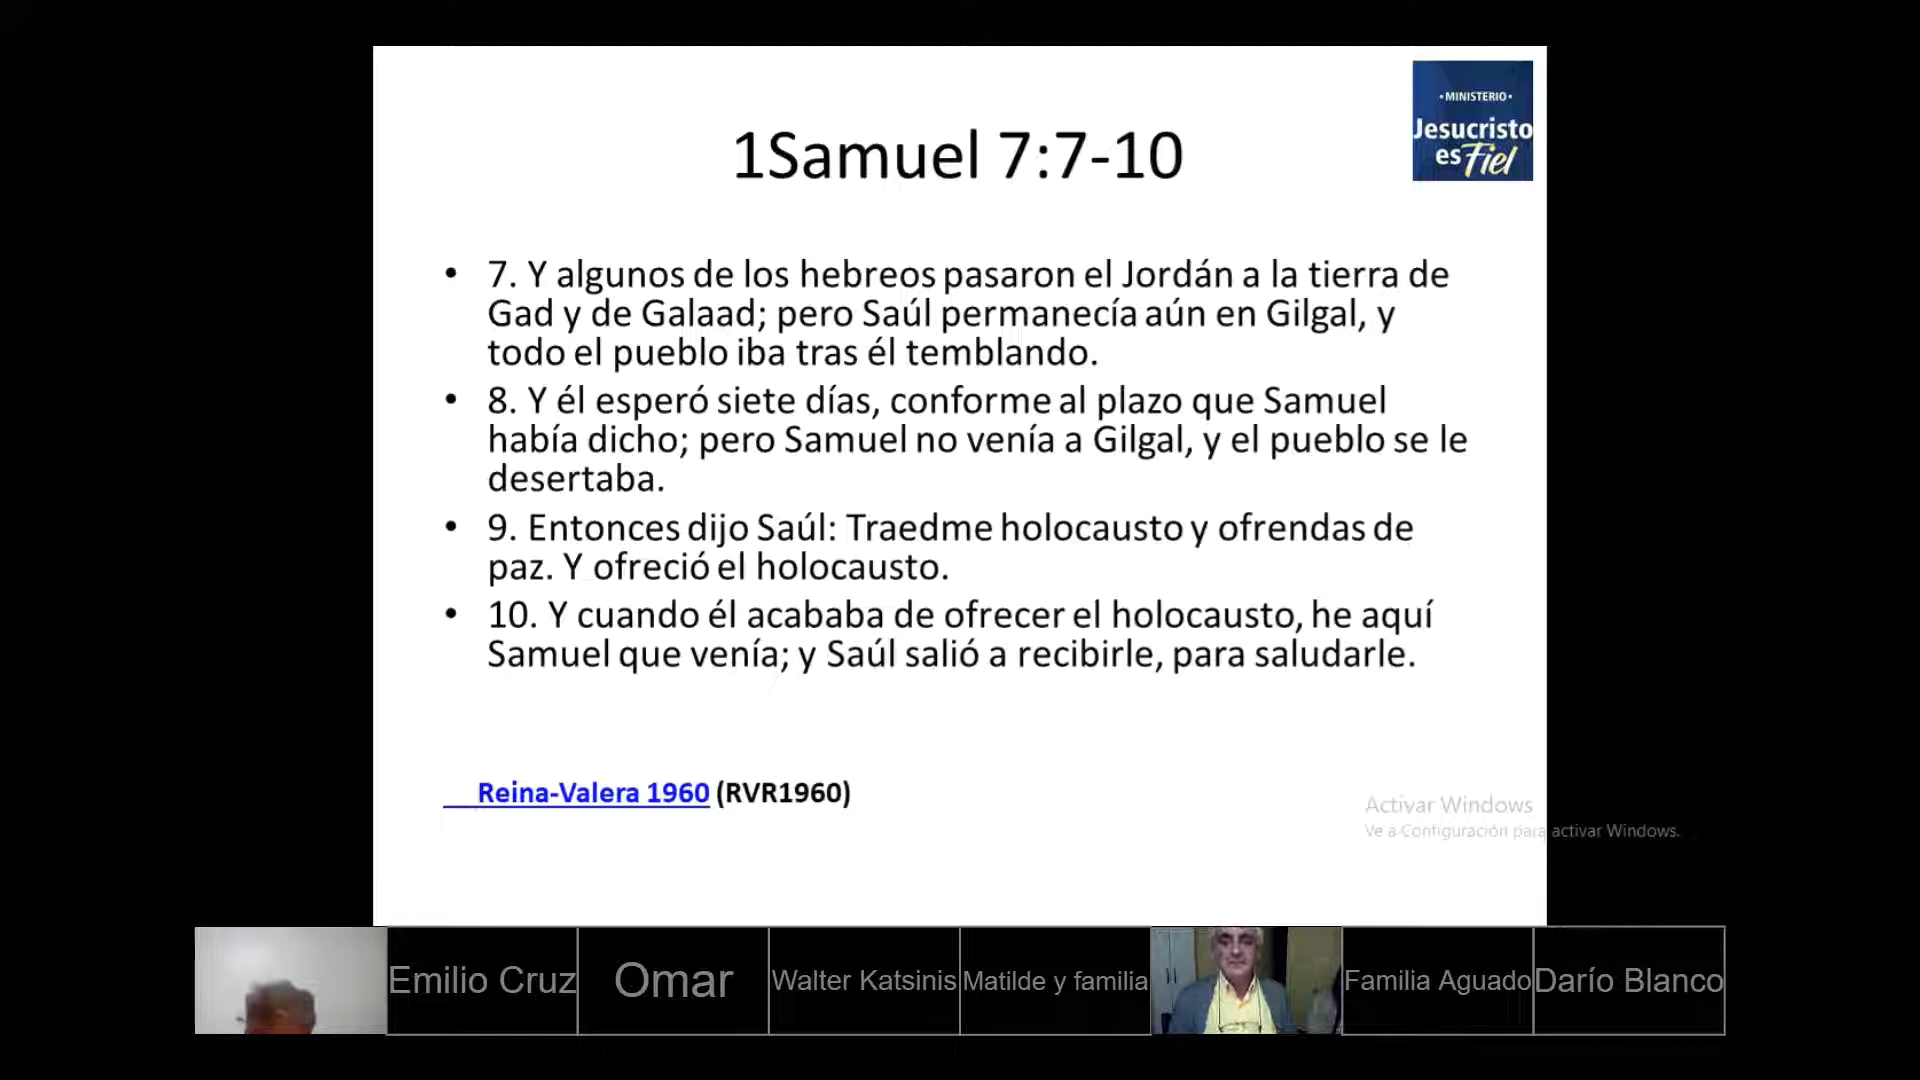 •MINISTERIO•
Jesucristo
es Fiel
1Samuel 7:7-10
• 7. Y algunos de los hebreos pasaron el Jordán a la tierra de
Gad y de Galaad; pero Saúl permanecía aún en Gilgal, y
todo el pueblo iba tras él temblando.
• 8. Y él esperó siete días, conforme al plazo que Samuel
había dicho; pero Samuel no venía a Gilgal, y el pueblo se le
desertaba.
• 9. Entonces dijo Saúl: Traedme holocausto y ofrendas de
paz. Y ofreció el holocausto.
• 10. Y cuando él acababa de ofrecer el holocausto, he aquí
Samuel que venía; y Saúl salió a recibirle, para saludarle.
Reina-Valera 1960 (RVR1960)
Activar Windows
Ve a Configuración para activar Windows.
Emilio Cruz
Omar
Walter Katsinis
Matilde y familia
Familia Aguado
Darío Blanco